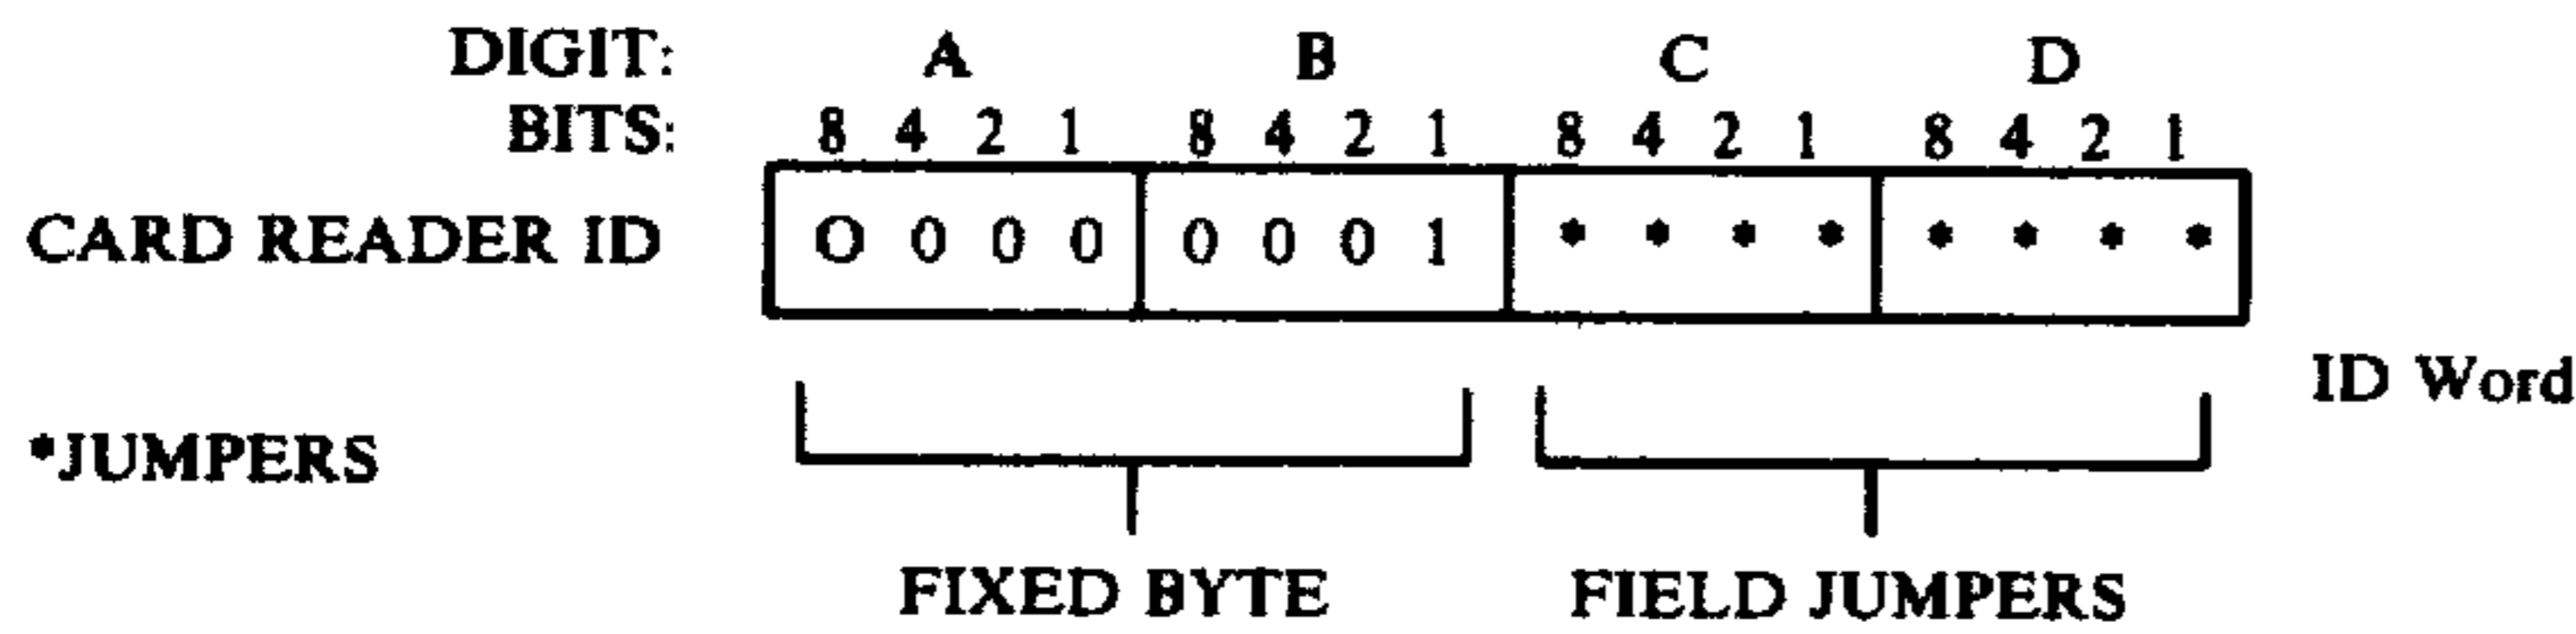 DIGIT: A B C D
BITS: 8 4 2 1 8 4 2 1 8 4 2 1 8 4 2 1
CARD READER ID O 0 0 0 0 0 0 1 * * * * * * * *
ID Word
*JUMPERS
FIXED BYTE FIELD JUMPERS